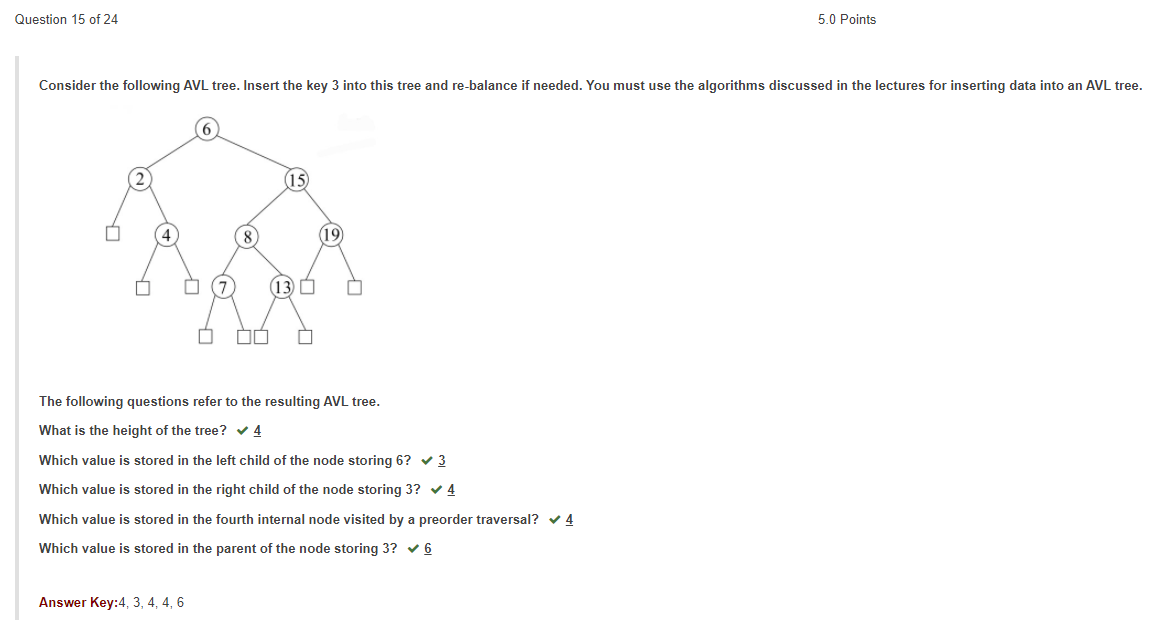 Question 15 of 24
5.0 Points
Consider the following AVL tree. Insert the key 3 into this tree and re-balance if needed. You must use the algorithms discussed in the lectures for inserting data into an AVL tree.
6
2
15
4
8
19
7
13
The following questions refer to the resulting AVL tree.
What is the height of the tree? ✔ 4
Which value is stored in the left child of the node storing 6? ✔ 3
Which value is stored in the right child of the node storing 3? ✔ 4
Which value is stored in the fourth internal node visited by a preorder traversal? ✔ 4
Which value is stored in the parent of the node storing 3? ✔ 6
Answer Key:4, 3, 4, 4, 6